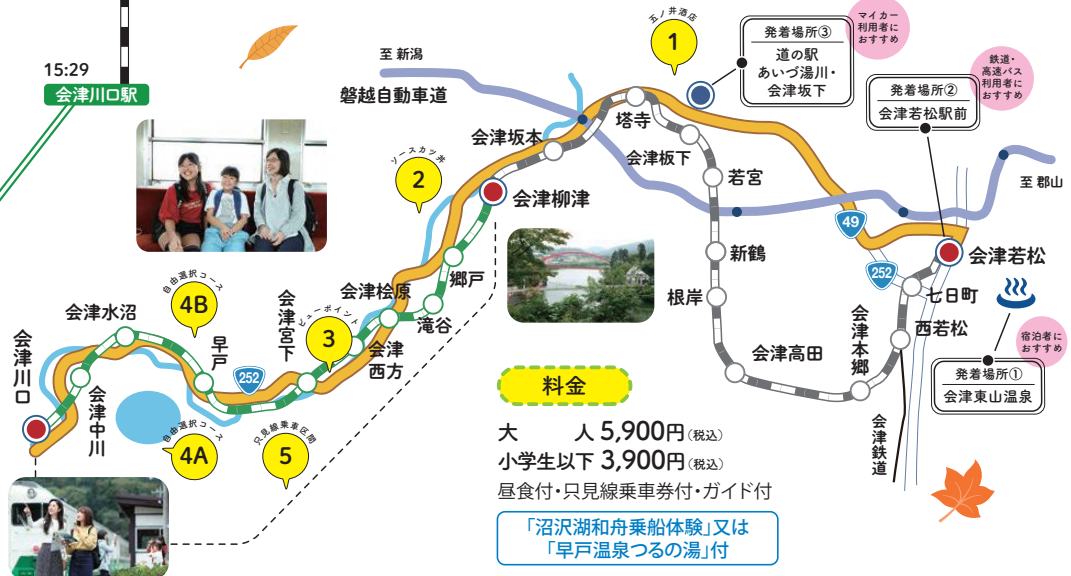 15:29
会津川口駅
至 新潟
磐越自動車道
五ノ井酒店
1
発着場所③
道の駅
あいづ湯川・
会津坂下
マイカー
利用者に
おすすめ
鉄道・
高速バス
利用者に
おすすめ
発着場所②
会津若松駅前
至 郡山
塔寺
会津坂本
会津板下
若宮
ソースカツ丼
2
会津柳津
49
252
会津若松
新鶴
七日町
根岸
西若松
郷戸
会津桧原
滝谷
自由選択コース
4B
会津水沼
会津宮下
ビューポイント
3
会津
西方
早戸
252
会津川口
会津中川
自由選択コース
4A
只見線乗車区間
5
会津高田
会津本郷
会津鉄道
宿泊者に
おすすめ
発着場所①
会津東山温泉
料金
大 人 5,900円(税込)
小学生以下 3,900円(税込)
昼食付・只見線乗車券付・ガイド付
「沼沢湖和舟乗船体験」又は
「早戸温泉つるの湯」付